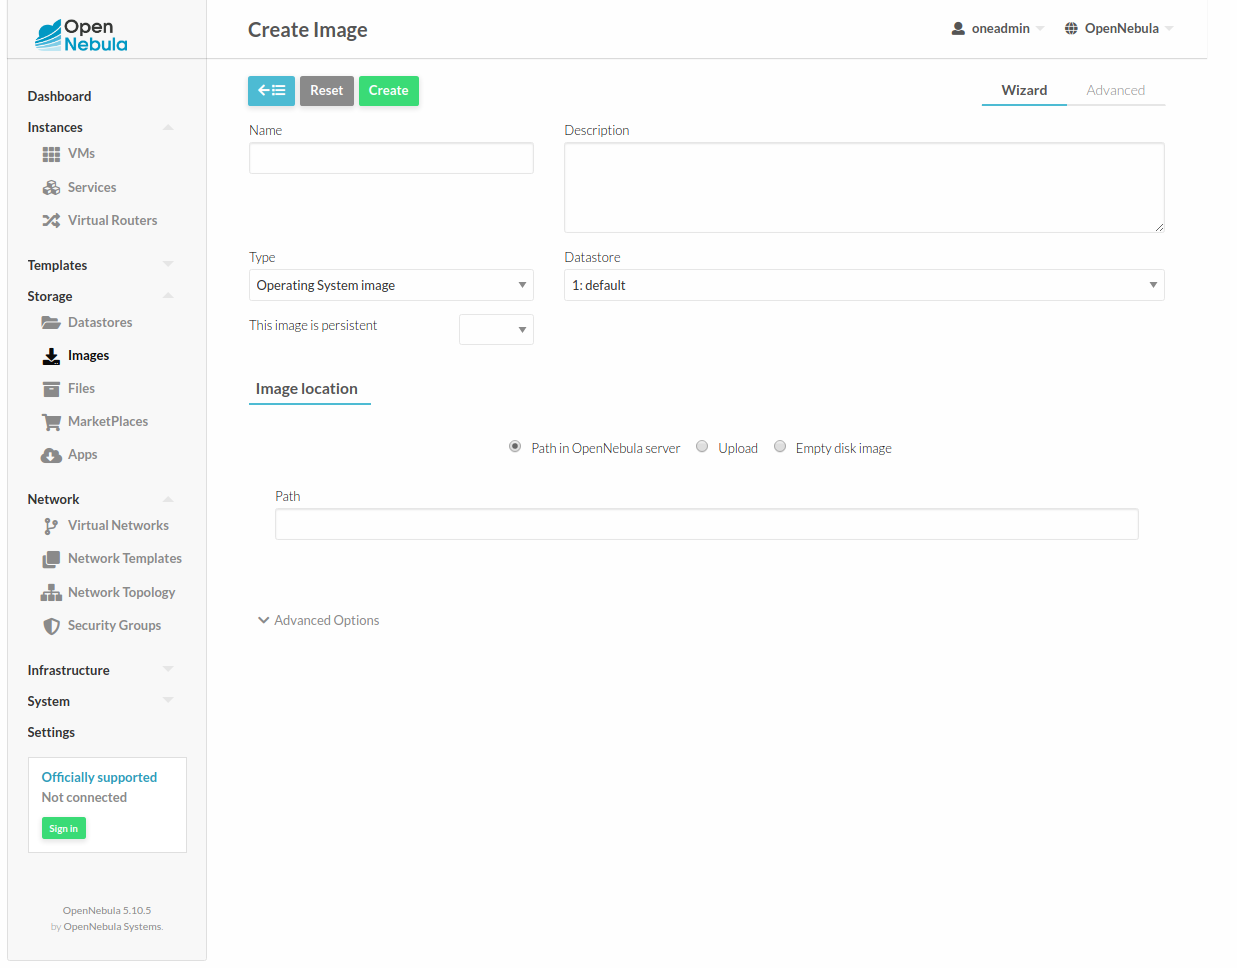 Open
Nebula
Create Image
oneadmin
OpenNebula
Dashboard
Instances
VMs
Services
Virtual Routers
Templates
Storage
Datastores
Images
Files
MarketPlaces
Apps
Network
Virtual Networks
Network Templates
Network Topology
Security Groups
Infrastructure
System
Settings
Officially supported
Not connected
Sign in
OpenNebula 5.10.5
by OpenNebula Systems.
Reset
Create
Wizard
Advanced
Name
Description
Type
Datastore
Operating System image
1: default
This image is persistent
Image location
Path in OpenNebula server
Upload
Empty disk image
Path
Advanced Options